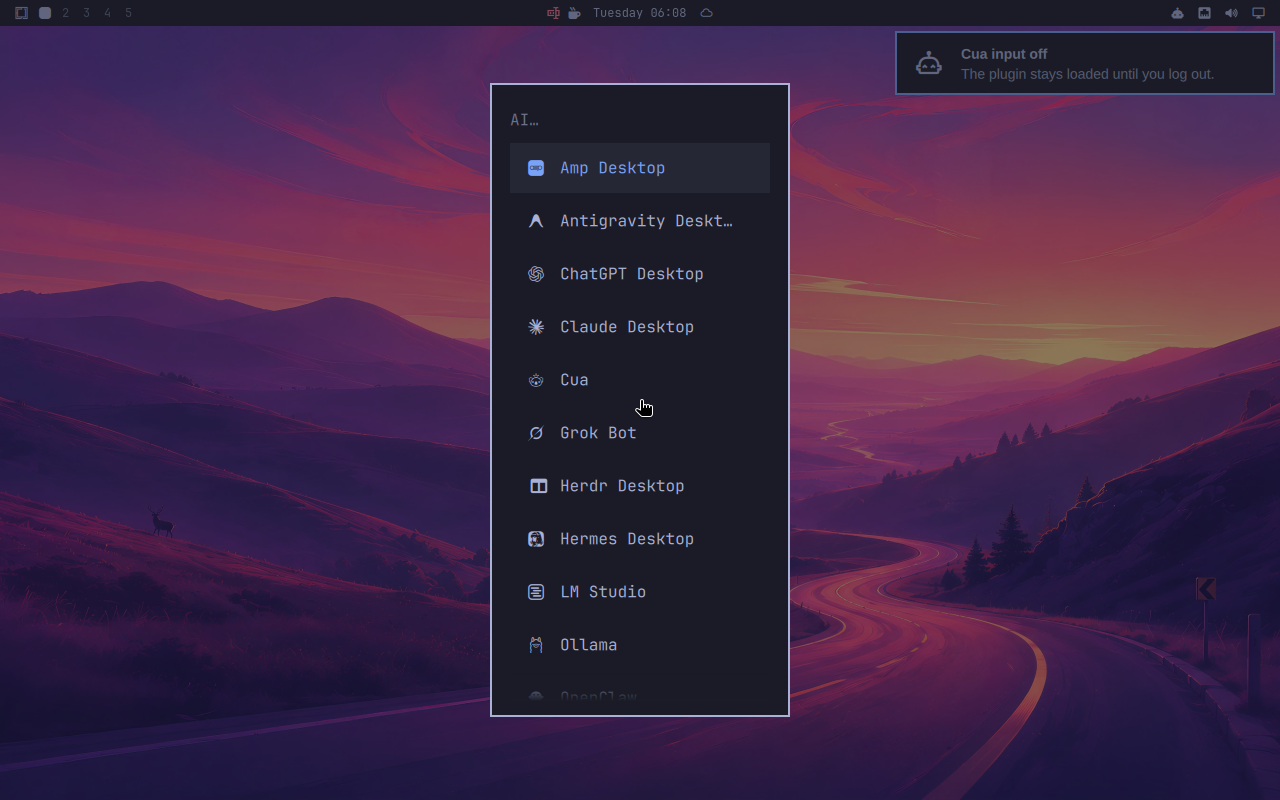 2 3 4 5
Tuesday 06:08
Cua input off
The plugin stays loaded until you log out.
AI…
Amp Desktop
Antigravity Deskt…
ChatGPT Desktop
Claude Desktop
Cua
Grok Bot
Herdr Desktop
Hermes Desktop
LM Studio
Ollama
OpenClaw